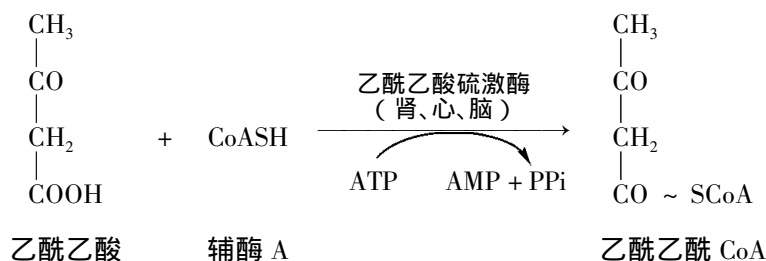 CH3
CO
CH2
COOH
乙酰乙酸
+
CoASH
辅酶 A
乙酰乙酸硫激酶
（肾、心、脑）
ATP
AMP + PPi
CH3
CO
CH2
CO ~ SCoA
乙酰乙酰 CoA